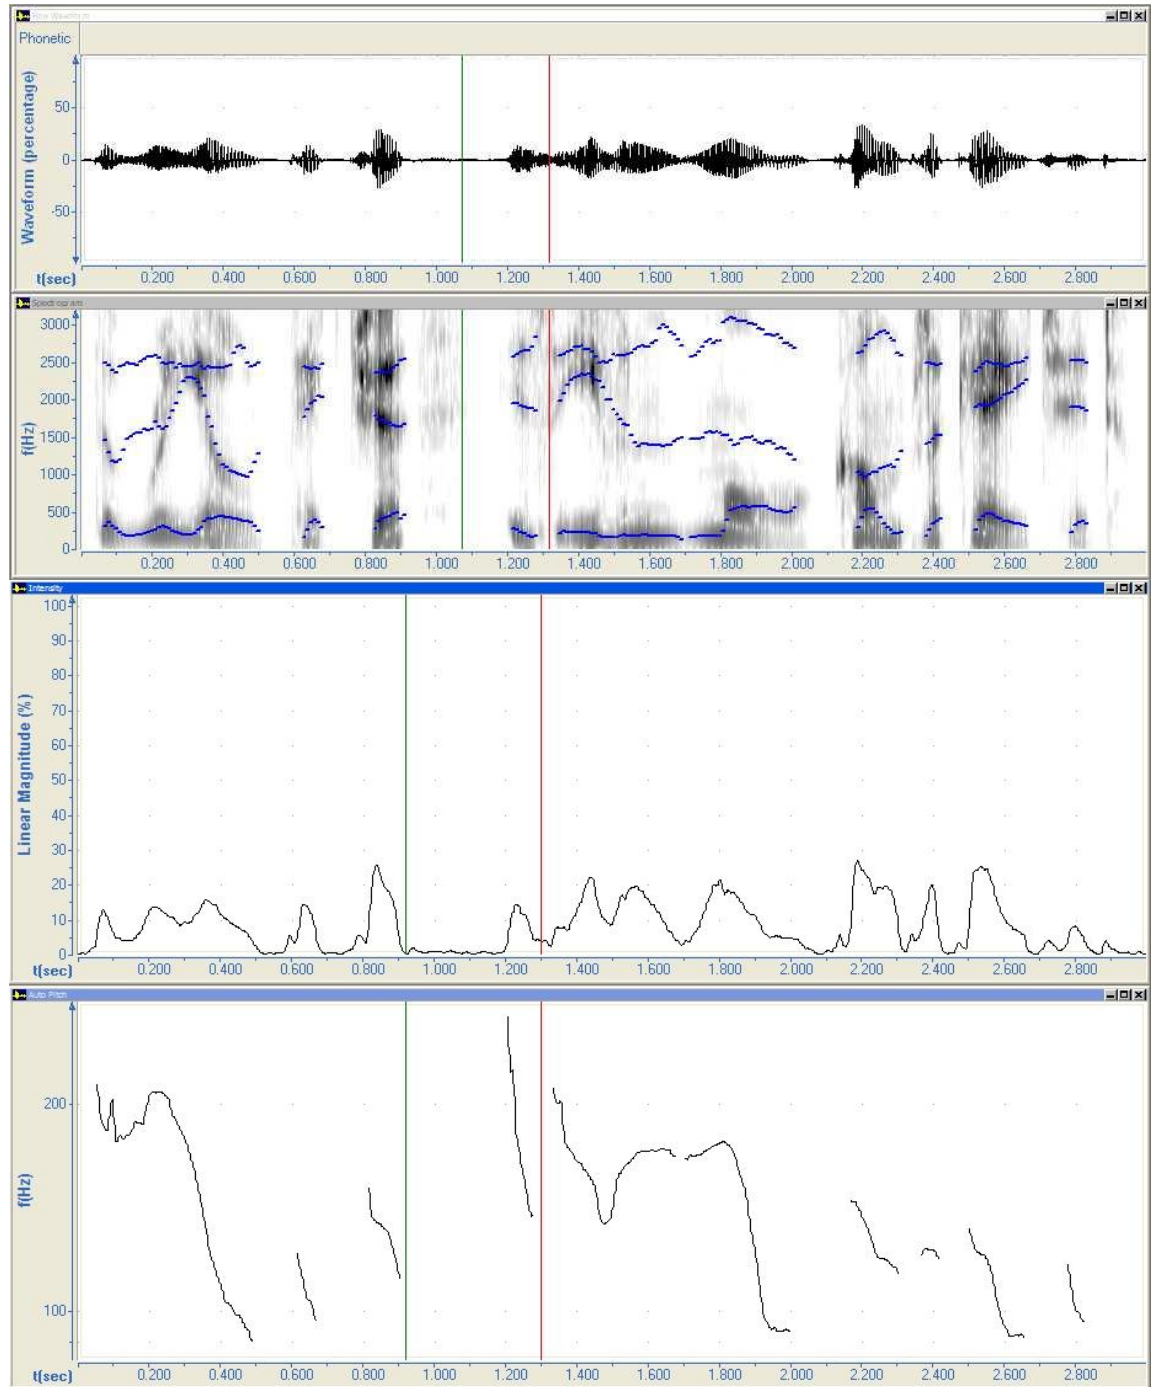 Raw Waveform
Phonetic
Waveform (percentage)
50
0
-50
t(sec)
0.200 0.400 0.600 0.800 1.000 1.200 1.400 1.600 1.800 2.000 2.200 2.400 2.600 2.800
Spectrogram
f(Hz)
3000
2500
2000
1500
1000
500
0
0.200 0.400 0.600 0.800 1.000 1.200 1.400 1.600 1.800 2.000 2.200 2.400 2.600 2.800
Intensity
Linear Magnitude (%)
100
90
80
70
60
50
40
30
20
10
0
t(sec)
0.200 0.400 0.600 0.800 1.000 1.200 1.400 1.600 1.800 2.000 2.200 2.400 2.600 2.800
Auto Pitch
f(Hz)
200
100
t(sec)
0.200 0.400 0.600 0.800 1.000 1.200 1.400 1.600 1.800 2.000 2.200 2.400 2.600 2.800